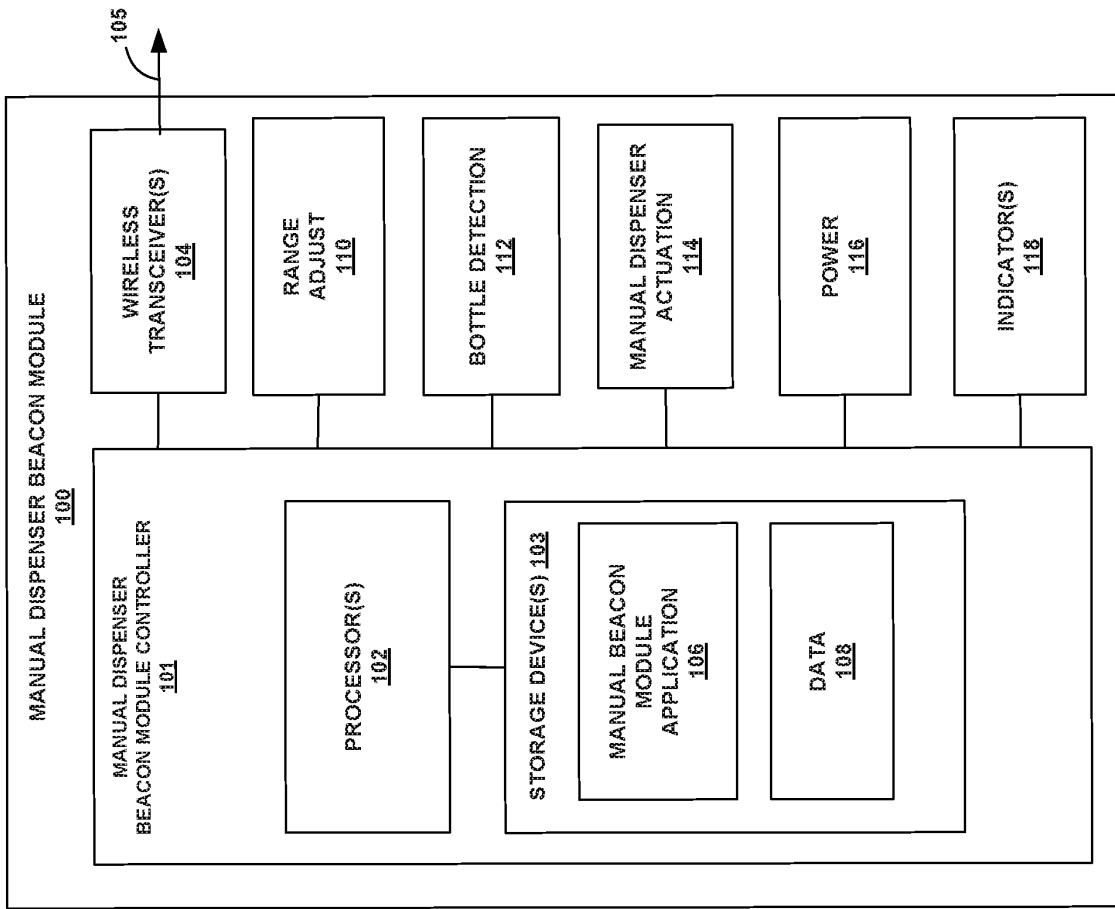 MANUAL DISPENSER BEACON MODULE
100
MANUAL DISPENSER
BEACON MODULE CONTROLLER
101
PROCESSOR(S)
102
STORAGE DEVICE(S) 103
MANUAL BEACON
MODULE
APPLICATION
106
DATA
108
WIRELESS
TRANSCEIVER(S)
104
105
RANGE
ADJUST
110
BOTTLE DETECTION
112
MANUAL DISPENSER
ACTUATION
114
POWER
116
INDICATOR(S)
118